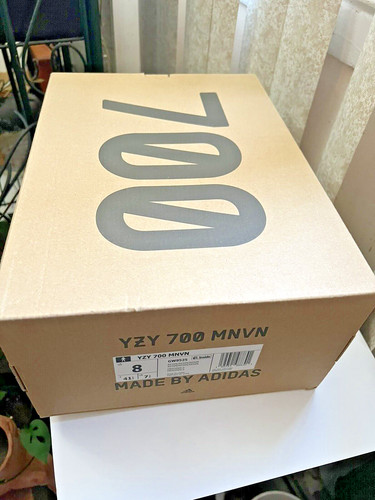 700
YZY 700 MNVN
YZY 700 MNVN
8
MADE BY ADIDAS